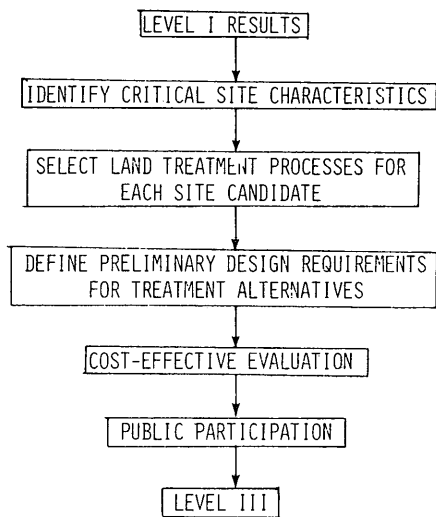 LEVEL I RESULTS
IDENTIFY CRITICAL SITE CHARACTERISTICS
SELECT LAND TREATMENT PROCESSES FOR
EACH SITE CANDIDATE
DEFINE PRELIMINARY DESIGN REQUIREMENTS
FOR TREATMENT ALTERNATIVES
COST-EFFECTIVE EVALUATION
PUBLIC PARTICIPATION
LEVEL III